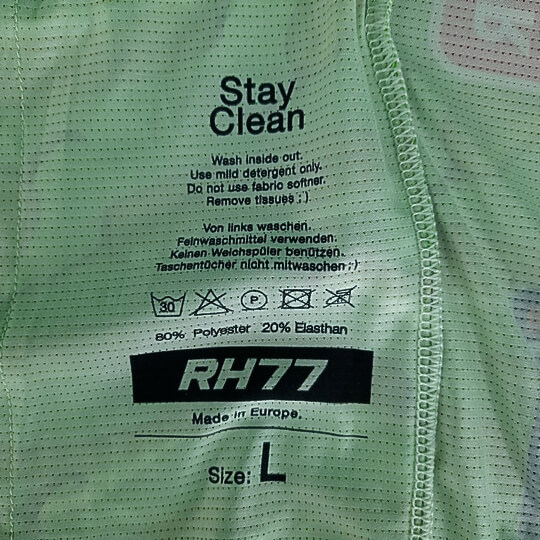 Stay
Clean
Wash inside out.
Use mild detergent only.
Do not use fabric softner.
Remove tissues ;)
Von links waschen.
Feinwaschmittel verwenden.
Keinen Weichspüler benützen.
Taschentücher nicht mitwaschen ;)
30 P
80% Polyester 20% Elasthan
RH77
Made in Europe.
Size: L